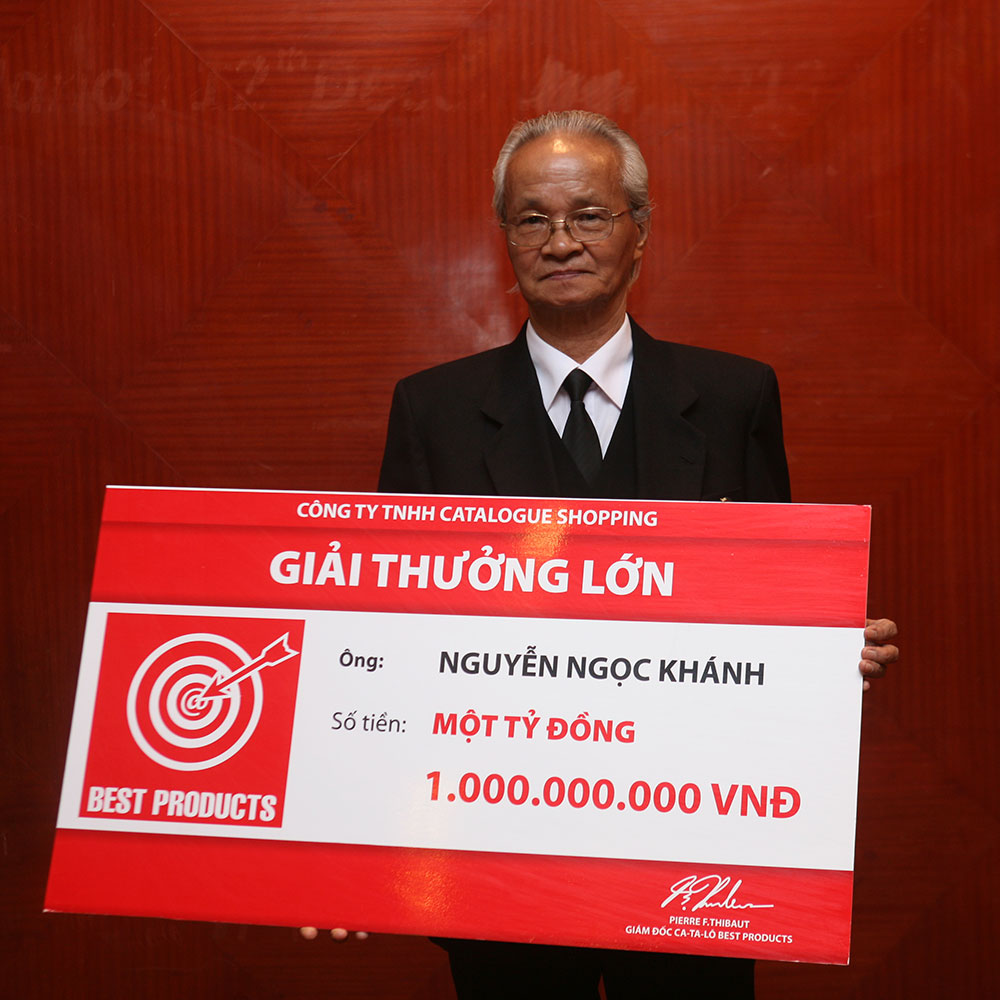 CÔNG TY TNHH CATALOGUE SHOPPING
GIẢI THƯỞNG LỚN
Ông: NGUYỄN NGỌC KHÁNH
Số tiền: MỘT TỶ ĐỒNG
1.000.000.000 VNĐ
@
BEST PRODUCTS
PIERRE F.THIBAUT
GIÁM ĐỐC CA-TA-LÔ BEST PRODUCTS